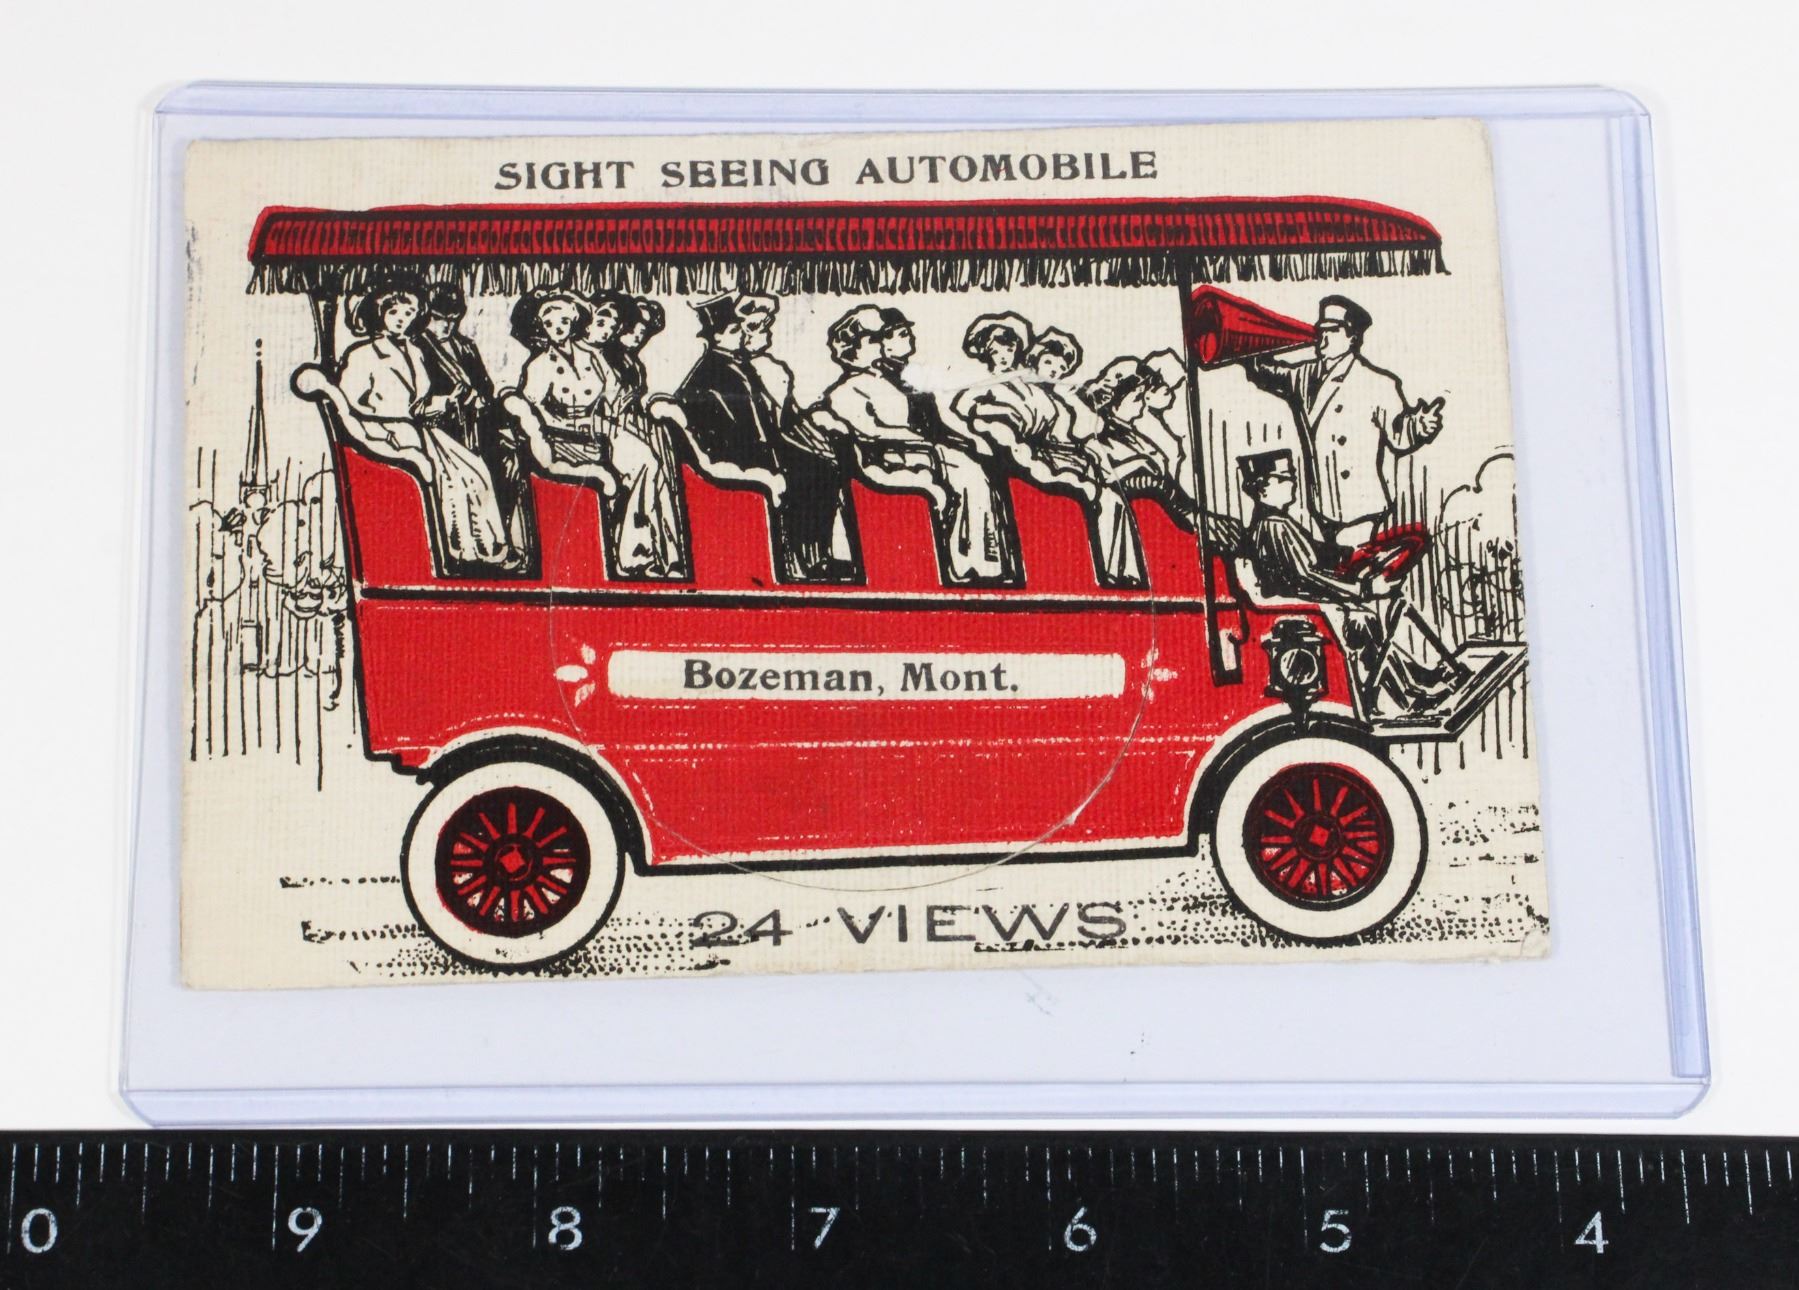 SIGHT SEEING AUTOMOBILE
Bozeman, Mont.
24 VIEWS
0 9 8 7 6 5 4